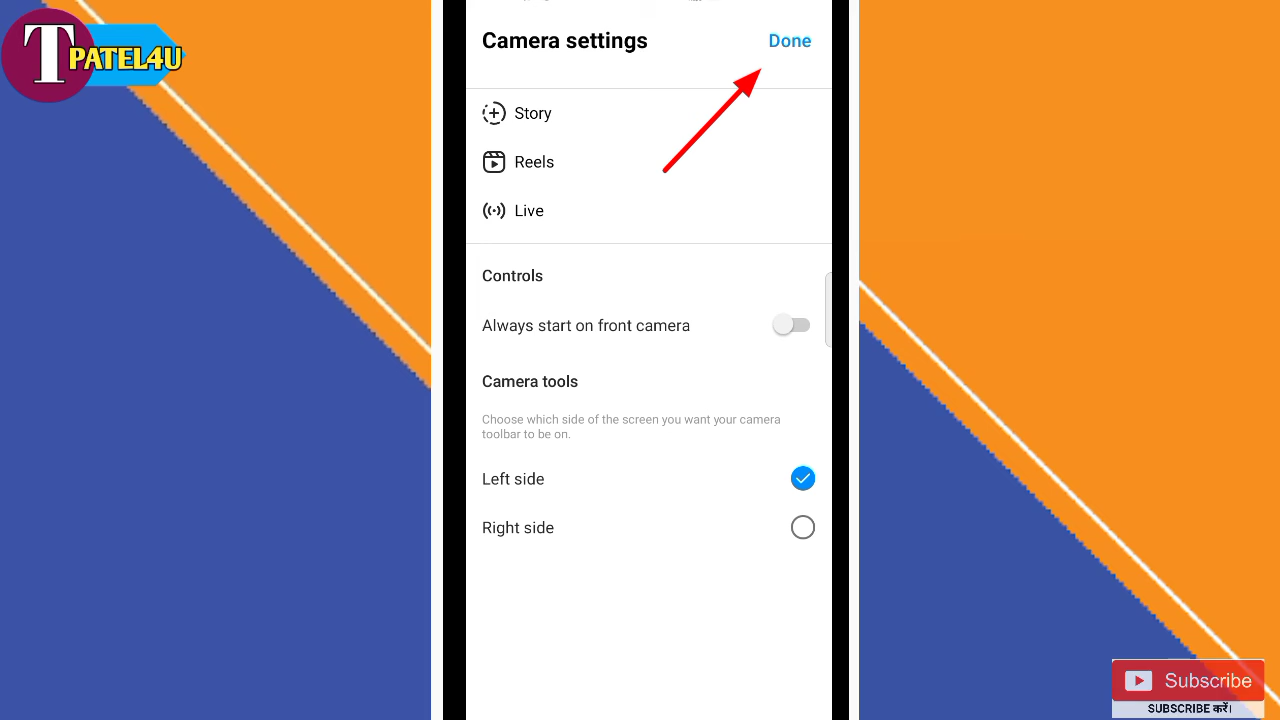 T
PATEL4U
Camera settings
Done
Story
Reels
Live
Controls
Always start on front camera
Camera tools
Choose which side of the screen you want your camera
toolbar to be on.
Left side
Right side
Subscribe
SUBSCRIBE करें।